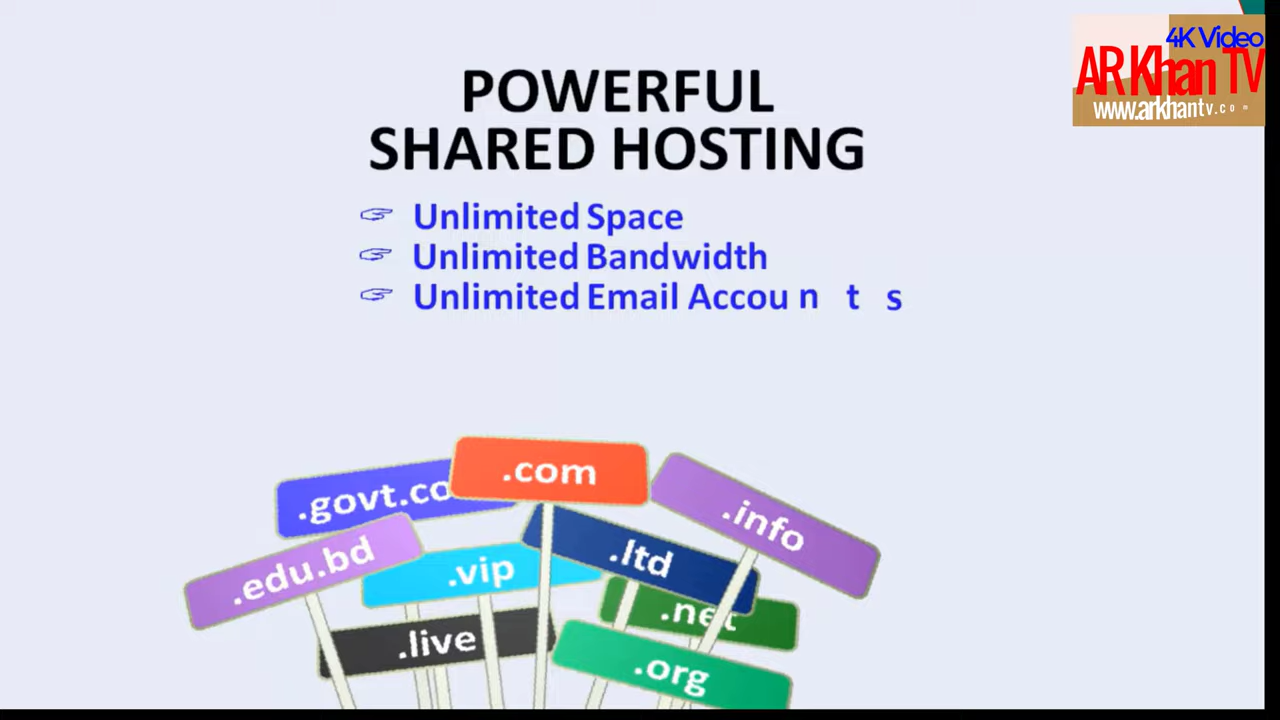 4K Video
AR Khan TV
www.arkhantv.com
POWERFUL
SHARED HOSTING
Unlimited Space
Unlimited Bandwidth
Unlimited Email Accounts
.com
.govt.co
.info
.edu.bd
.vip
.ltd
.net
.live
.org